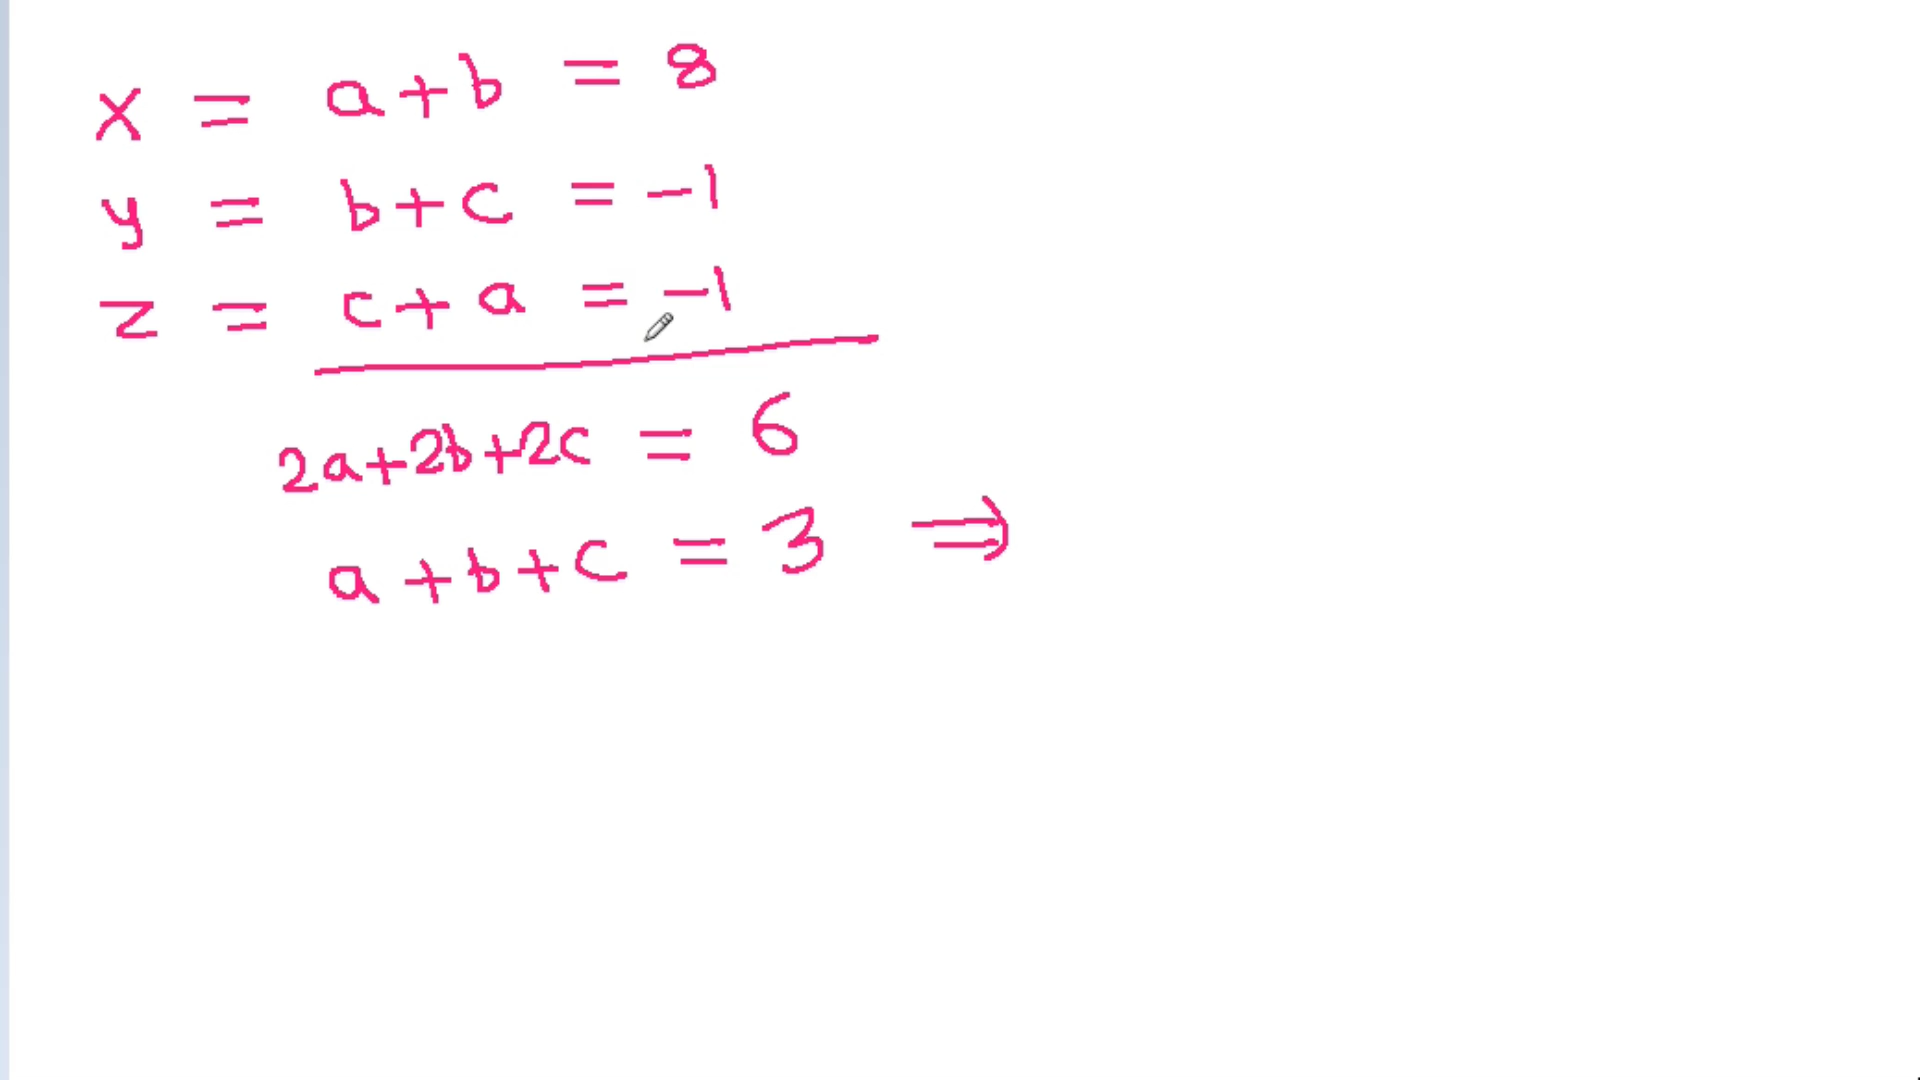 x = a+b = 8
y = b+c = -1
z = c+a = -1
2a+2b+2c = 6
a+b+c = 3 ⇒